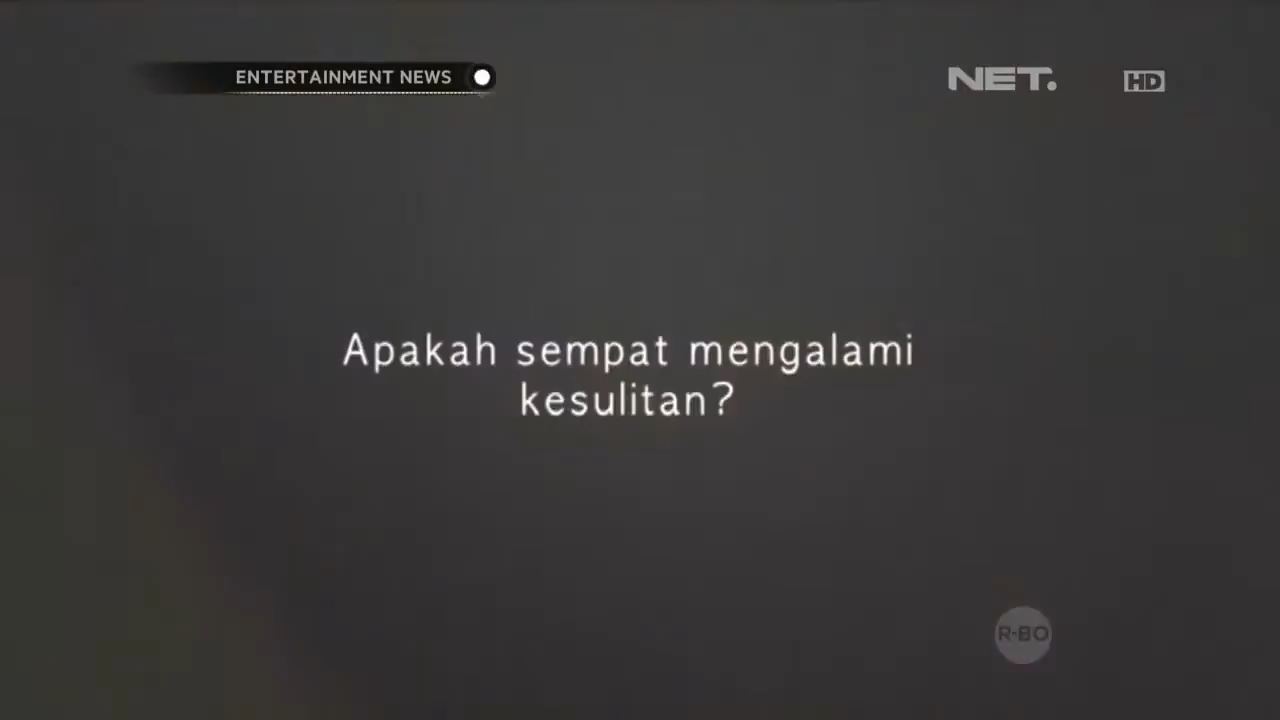 ENTERTAINMENT NEWS
NET.
HD
Apakah sempat mengalami
kesulitan?
R-BO